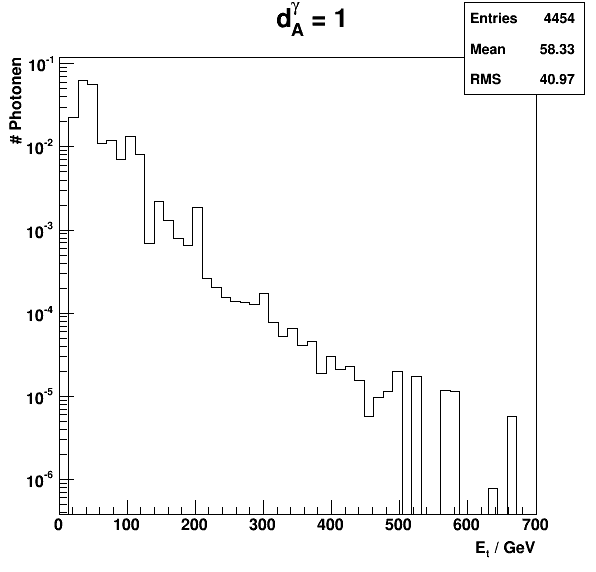 d_A^γ = 1
Entries 4454
Mean 58.33
RMS 40.97
# Photonen
10^-1
10^-2
10^-3
10^-4
10^-5
10^-6
0 100 200 300 400 500 600 700
E_t / GeV